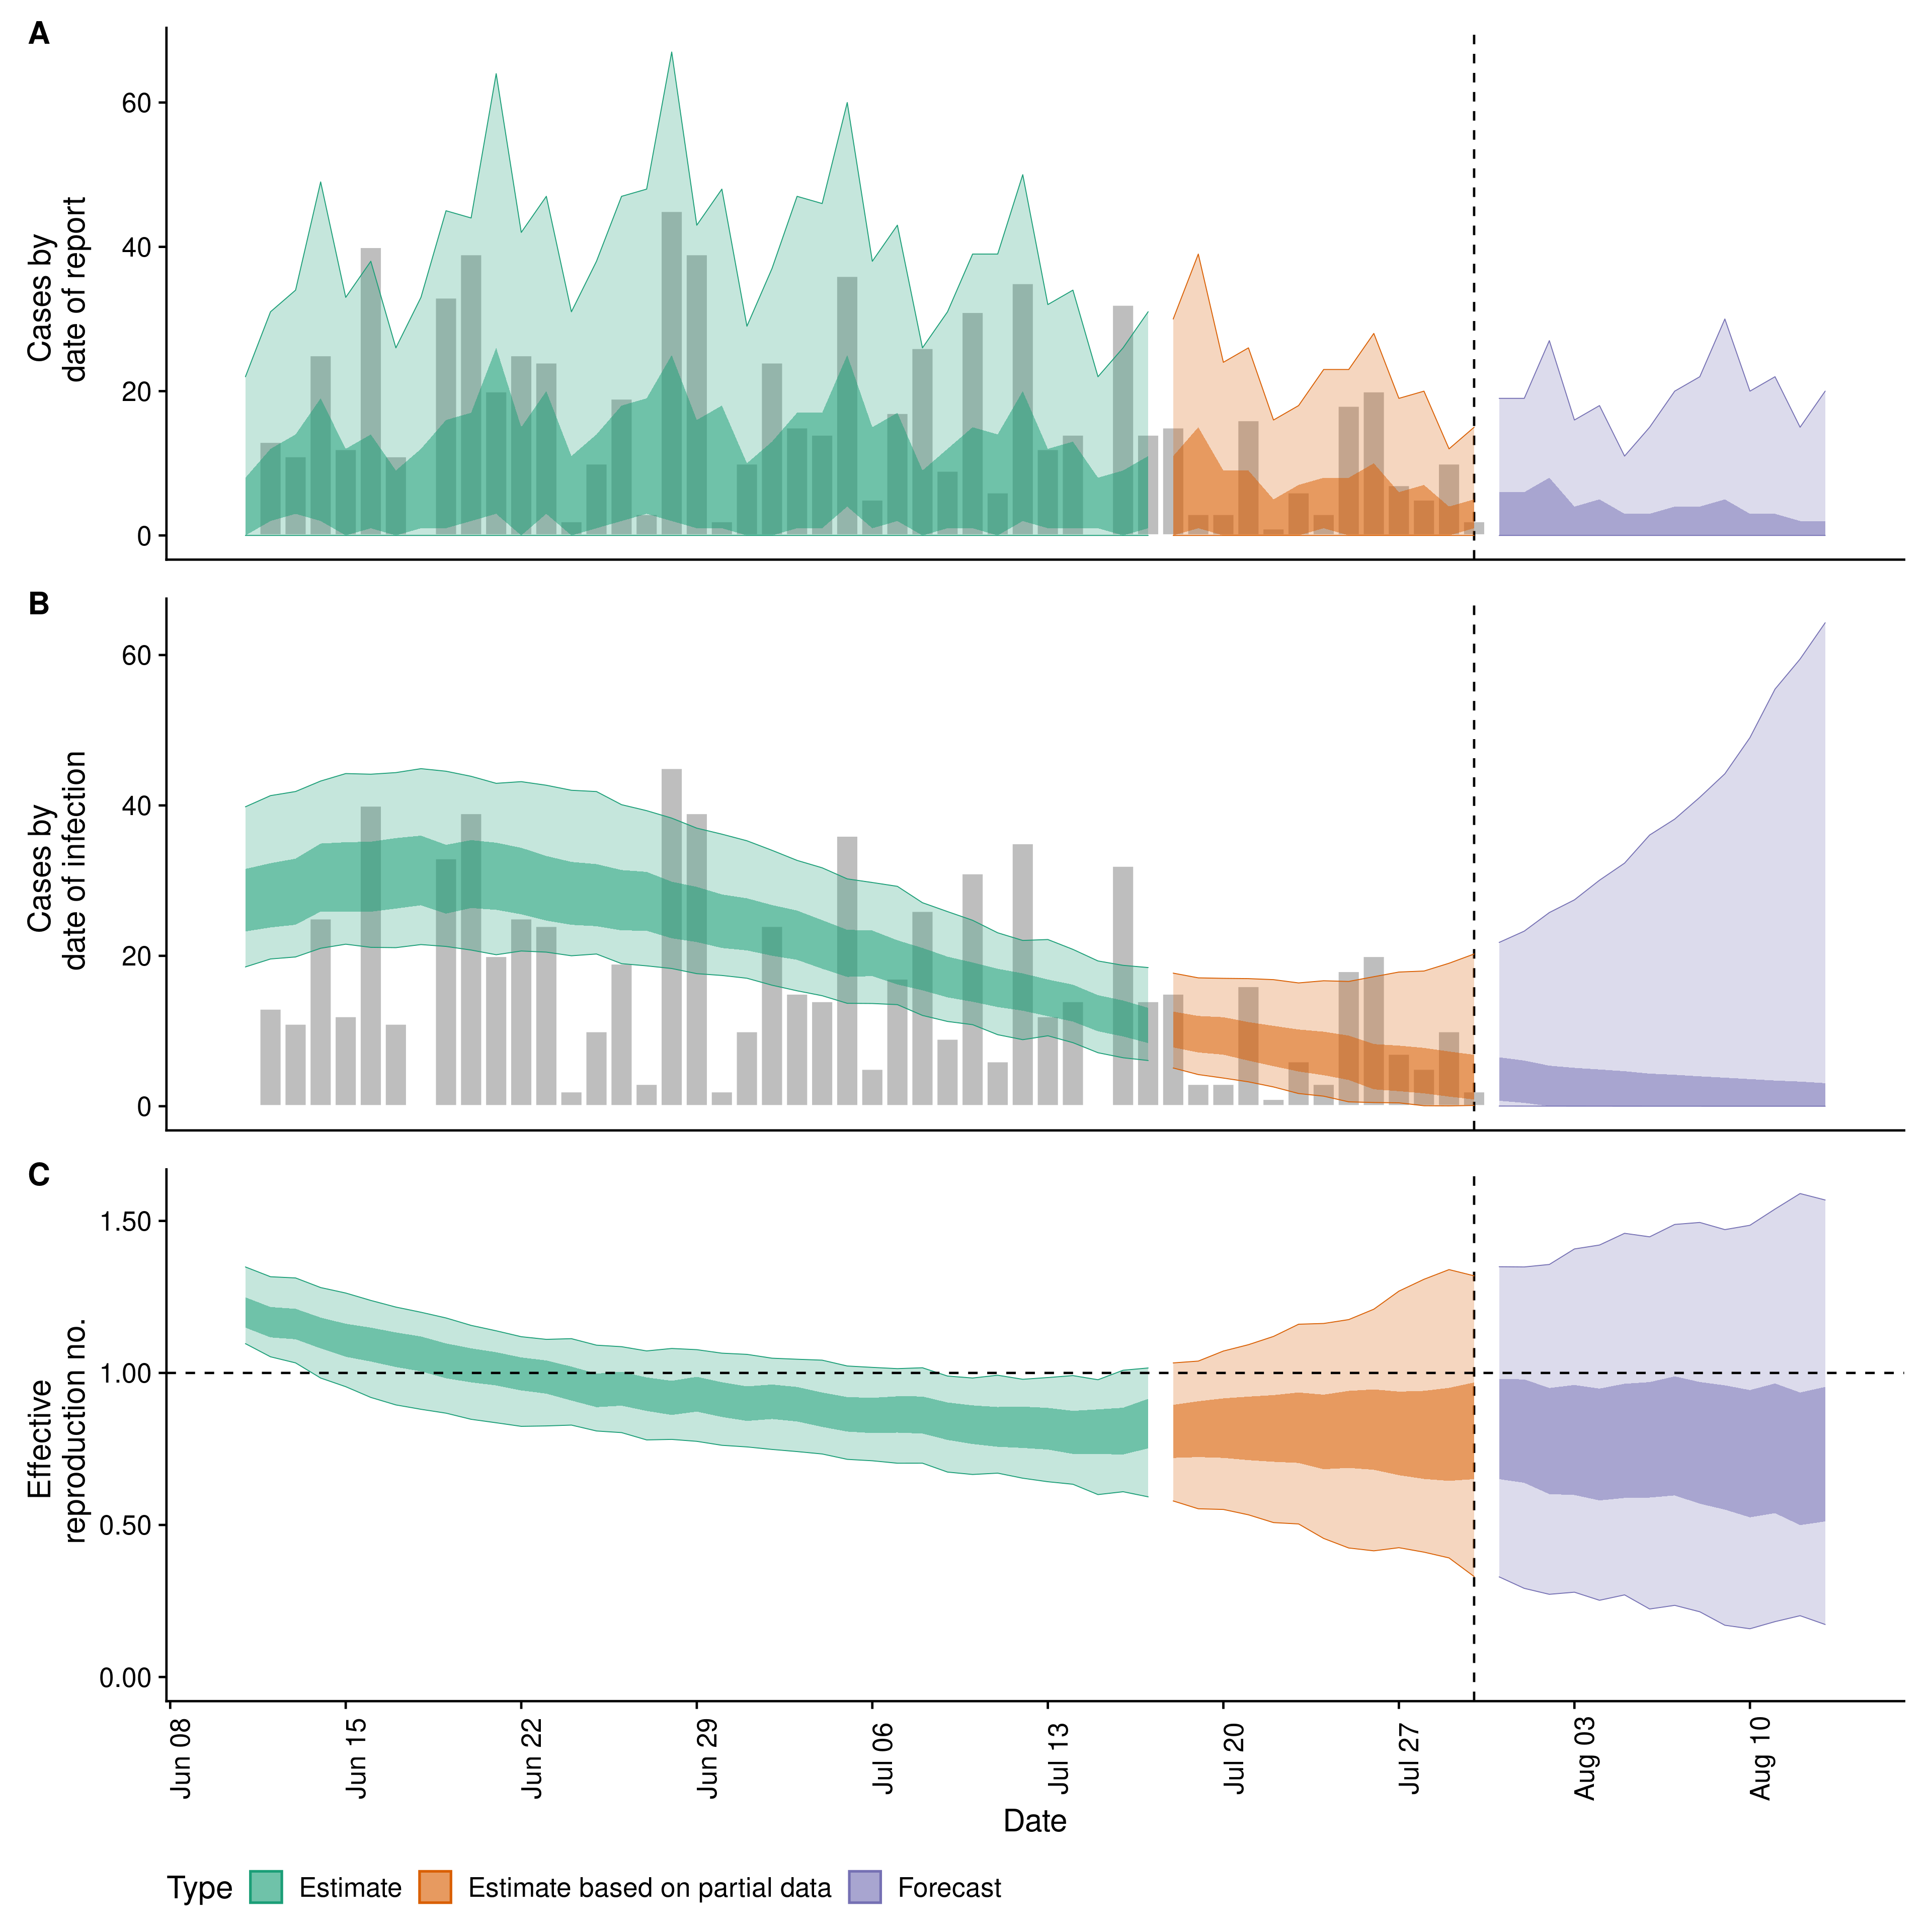 A
60
40
20
0
Cases by
date of report
B
60
40
20
0
Cases by
date of infection
C
1.50
1.00
0.50
0.00
Effective
reproduction no.
Jun 08
Jun 15
Jun 22
Jun 29
Jul 06
Jul 13
Jul 20
Jul 27
Aug 03
Aug 10
Date
Type Estimate Estimate based on partial data Forecast